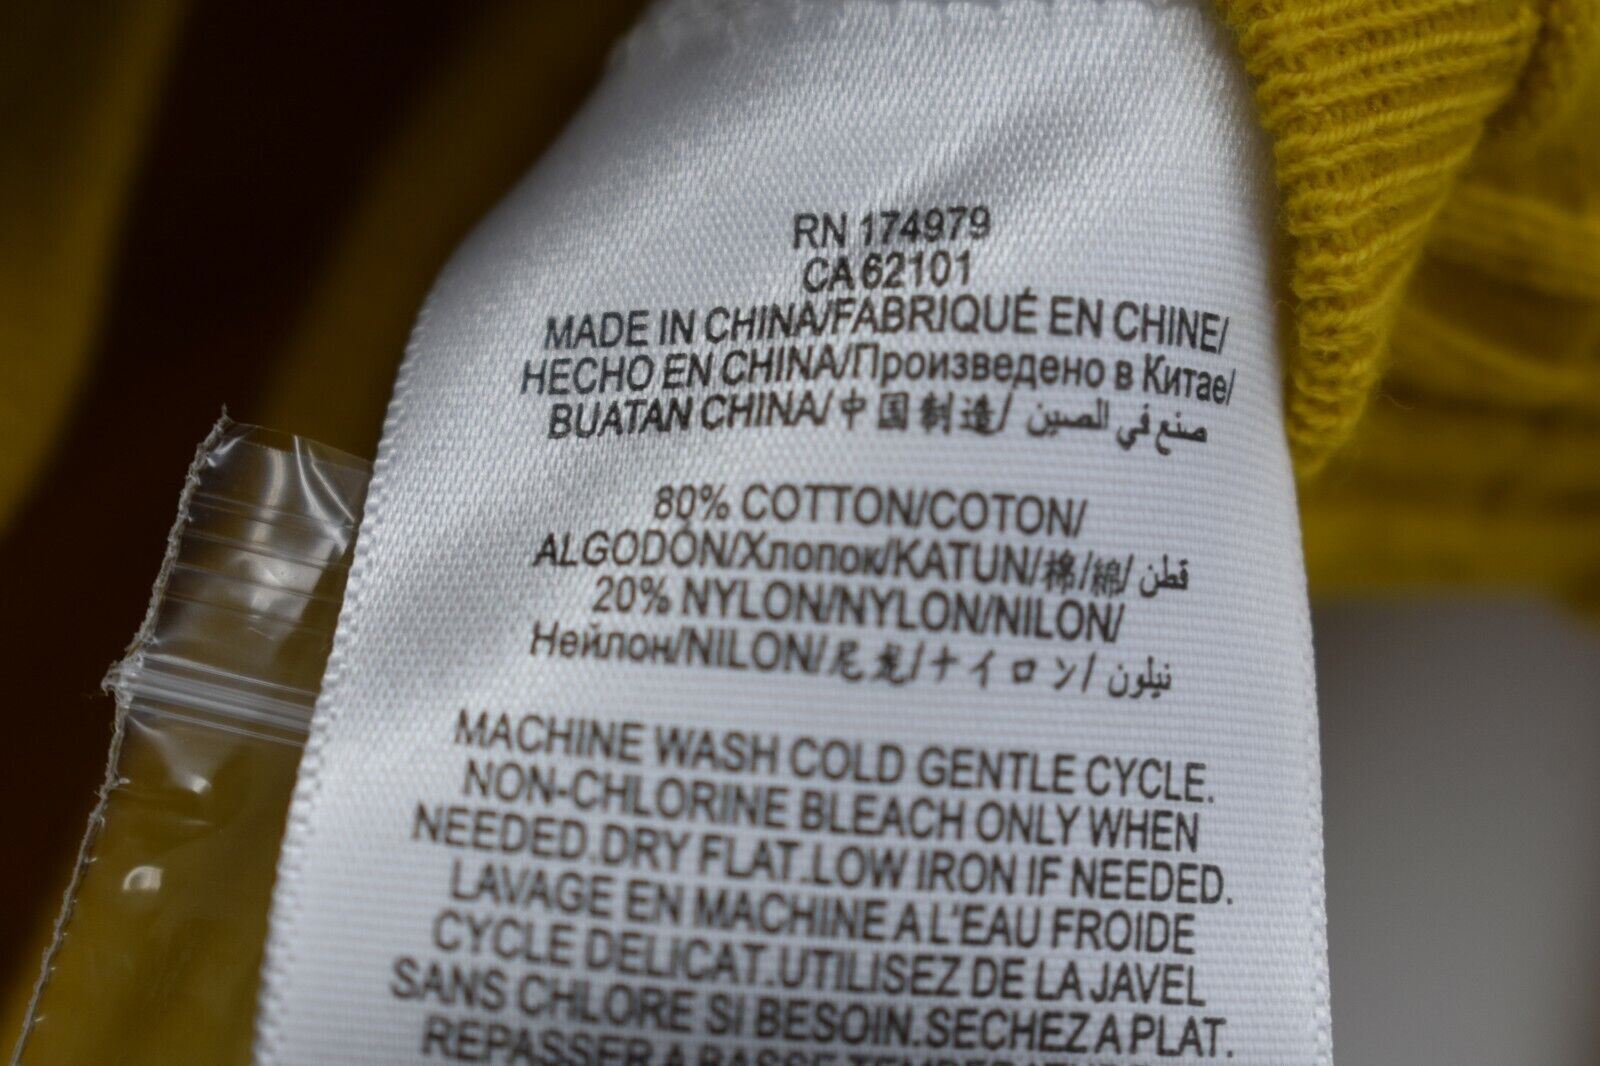 RN 174979
CA 62101
MADE IN CHINA/FABRIQUÉ EN CHINE/
HECHO EN CHINA/Произведено в Китае/
BUATAN CHINA/中国制造/ صنع في الصين
80% COTTON/COTON/
ALGODÓN/Хлопок/KATUN/棉/綿/ قطن
20% NYLON/NYLON/NILON/
Нейлон/NILON/尼龙/ナイロン/ نيلون
MACHINE WASH COLD GENTLE CYCLE.
NON-CHLORINE BLEACH ONLY WHEN
NEEDED.DRY FLAT.LOW IRON IF NEEDED.
LAVAGE EN MACHINE A L'EAU FROIDE
CYCLE DELICAT.UTILISEZ DE LA JAVEL
SANS CHLORE SI BESOIN.SECHEZ A PLAT.
REPASSER A BASSE TEMPERATURE